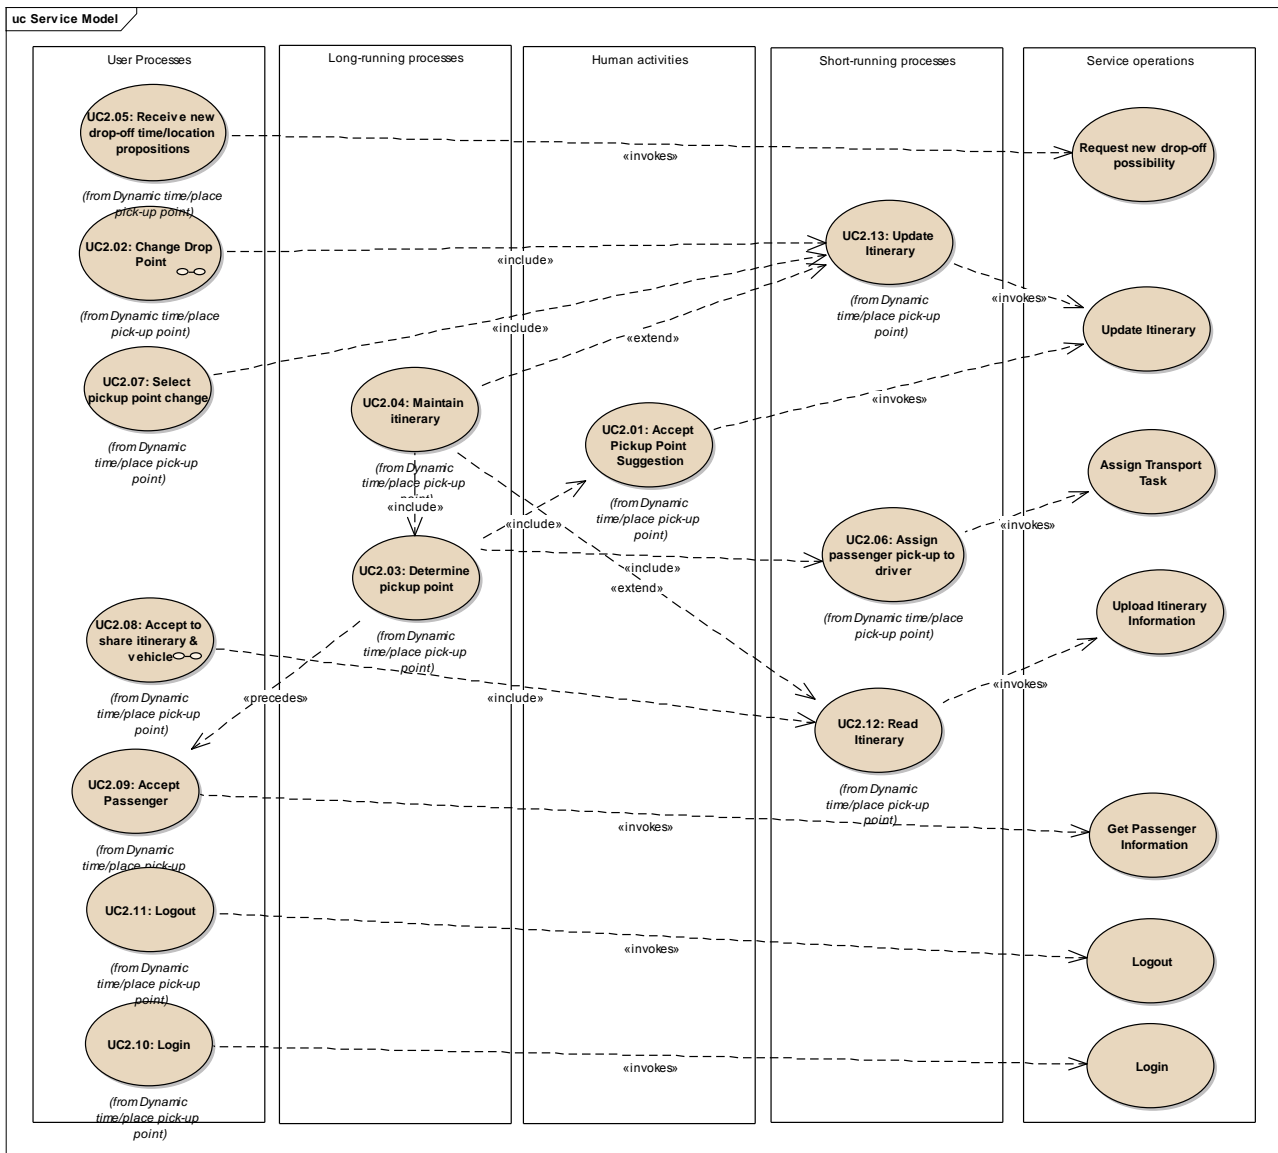 uc Service Model
User Processes
Long-running processes
Human activities
Short-running processes
Service operations
UC2.05: Receive new
drop-off time/location
propositions
(from Dynamic time/place
pick-up point)
«invokes»
Request new drop-off
possibility
UC2.02: Change Drop
Point
(from Dynamic time/place
pick-up point)
«include»
UC2.13: Update
Itinerary
(from Dynamic
time/place pick-up
point)
«invokes»
Update Itinerary
UC2.07: Select
pickup point change
(from Dynamic
time/place pick-up
point)
«include»
«extend»
UC2.04: Maintain
itinerary
(from Dynamic
time/place pick-up
point)
«include»
UC2.01: Accept
Pickup Point
Suggestion
(from Dynamic
time/place pick-up
point)
«invokes»
Assign Transport
Task
«include»
UC2.03: Determine
pickup point
(from Dynamic
time/place pick-up
point)
«include»
«extend»
UC2.06: Assign
passenger pick-up to
driver
(from Dynamic time/place
pick-up point)
«invokes»
Upload Itinerary
Information
UC2.08: Accept to
share itinerary &
vehicle
(from Dynamic
time/place pick-up
point)
«precedes»
«include»
UC2.12: Read
Itinerary
(from Dynamic
time/place pick-up
point)
«invokes»
UC2.09: Accept
Passenger
(from Dynamic
time/place pick-up
«invokes»
Get Passenger
Information
UC2.11: Logout
(from Dynamic
time/place pick-up
point)
«invokes»
Logout
UC2.10: Login
(from Dynamic
time/place pick-up
point)
«invokes»
Login